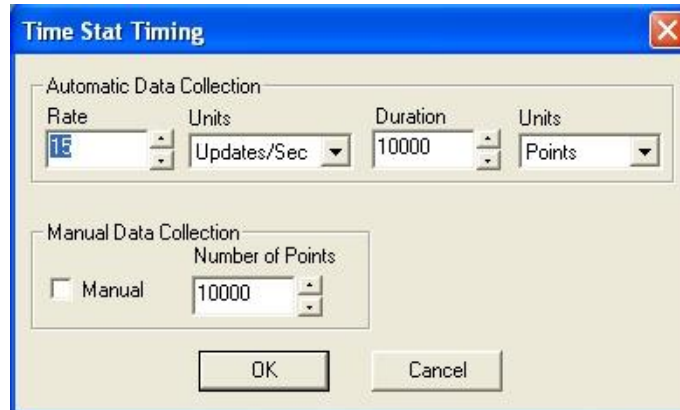 Time Stat Timing
Automatic Data Collection
Rate Units Duration Units
15 Updates/Sec 10000 Points
Manual Data Collection
Number of Points
Manual 10000
OK Cancel